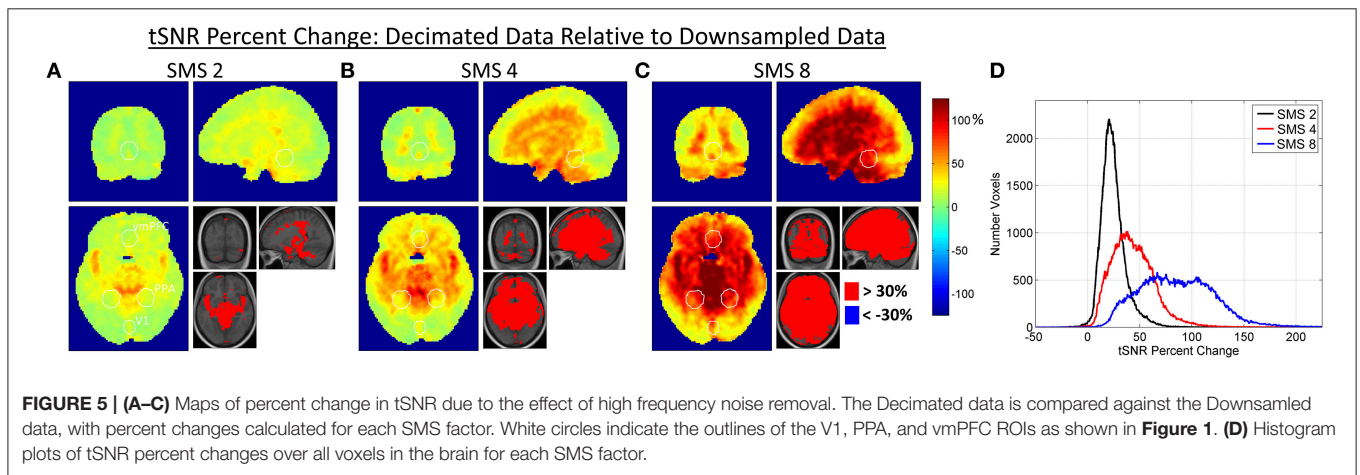 tSNR Percent Change: Decimated Data Relative to Downsampled Data
A SMS 2
B SMS 4
C SMS 8
D
vmPFC
PPA
V1
100%
50
0
-50
-100
> 30%
< -30%
SMS 2
SMS 4
SMS 8
Number Voxels
2000
1500
1000
500
0
-50 0 50 100 150 200
tSNR Percent Change
FIGURE 5 | (A–C) Maps of percent change in tSNR due to the effect of high frequency noise removal. The Decimated data is compared against the Downsamled
data, with percent changes calculated for each SMS factor. White circles indicate the outlines of the V1, PPA, and vmPFC ROIs as shown in Figure 1. (D) Histogram
plots of tSNR percent changes over all voxels in the brain for each SMS factor.